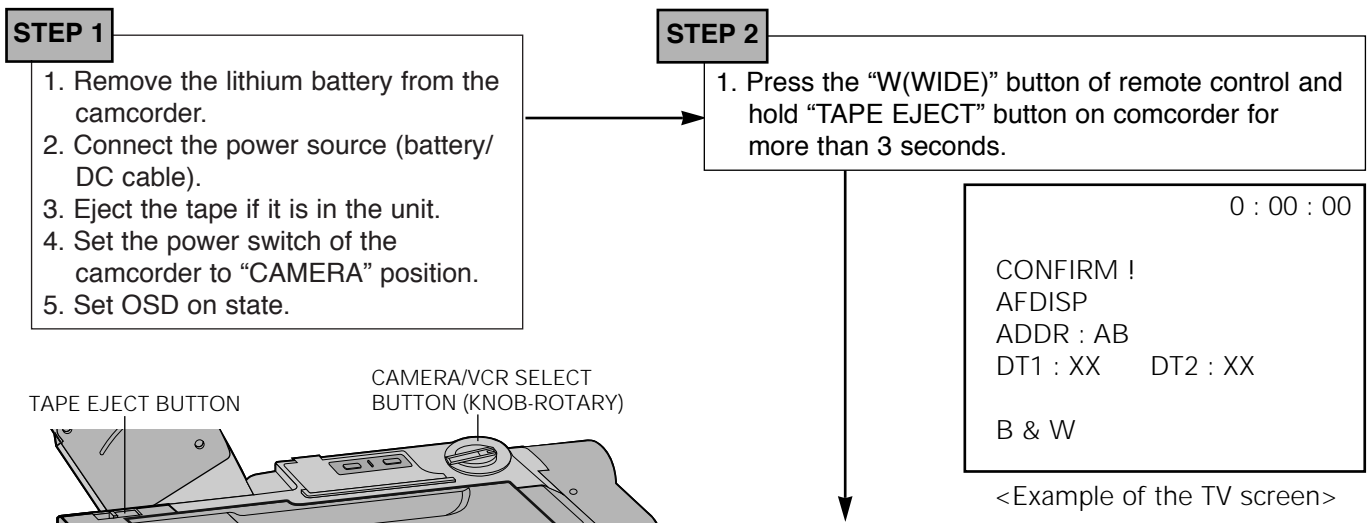 STEP 1
1. Remove the lithium battery from the
camcorder.
2. Connect the power source (battery/
DC cable).
3. Eject the tape if it is in the unit.
4. Set the power switch of the
camcorder to “CAMERA” position.
5. Set OSD on state.
STEP 2
1. Press the “W(WIDE)” button of remote control and
hold “TAPE EJECT” button on comcorder for
more than 3 seconds.
0 : 00 : 00
CONFIRM !
AFDISP
ADDR : AB
DT1 : XX DT2 : XX
B & W
<Example of the TV screen>
TAPE EJECT BUTTON
CAMERA/VCR SELECT
BUTTON (KNOB-ROTARY)